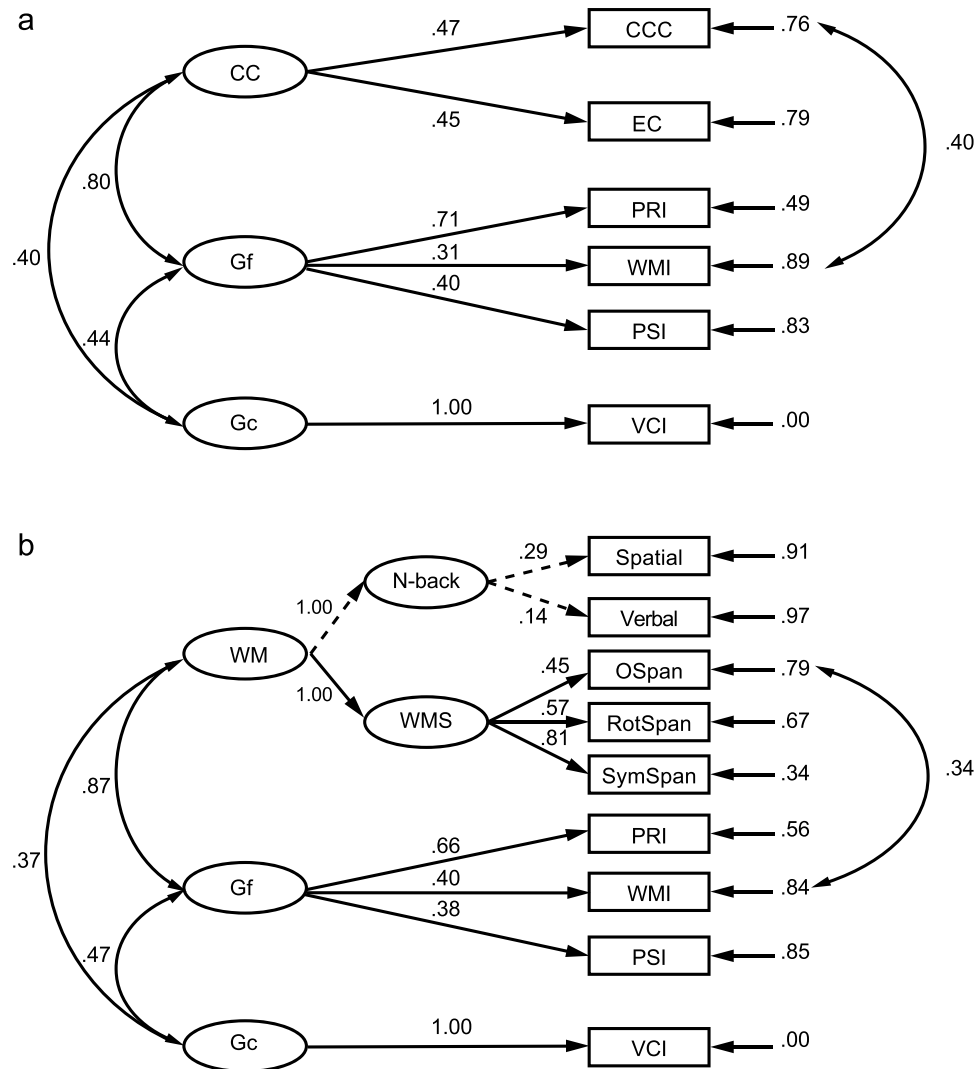 a
.47
CCC
.76
CC
.45
EC
.79
.40
.80
.71
PRI
.49
.40
Gf
.31
WMI
.89
.40
PSI
.83
.44
Gc
1.00
VCI
.00
b
N-back
.29
Spatial
.91
1.00
.14
Verbal
.97
WM
.45
OSpan
.79
1.00
WMS
.57
RotSpan
.67
.81
SymSpan
.34
.34
.87
.66
PRI
.56
.37
Gf
.40
WMI
.84
.38
PSI
.85
.47
Gc
1.00
VCI
.00